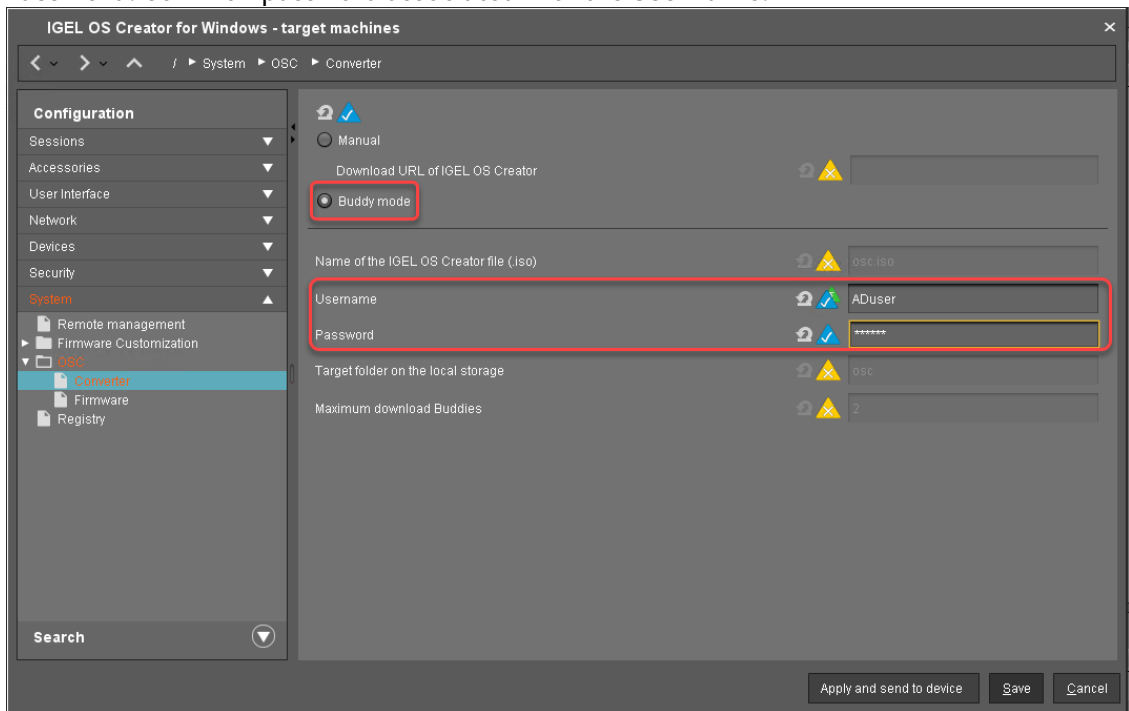 IGEL OS Creator for Windows - target machines
/ System OSC Converter
Configuration
Sessions
Accessories
User Interface
Network
Devices
Security
System
Remote management
Firmware Customization
OSC
Converter
Firmware
Registry
Search
Manual
Download URL of IGEL OS Creator
Buddy mode
Name of the IGEL OS Creator file (.iso) osc.iso
Username ADuser
Password ******
Target folder on the local storage osc
Maximum download Buddies 2
Apply and send to device Save Cancel